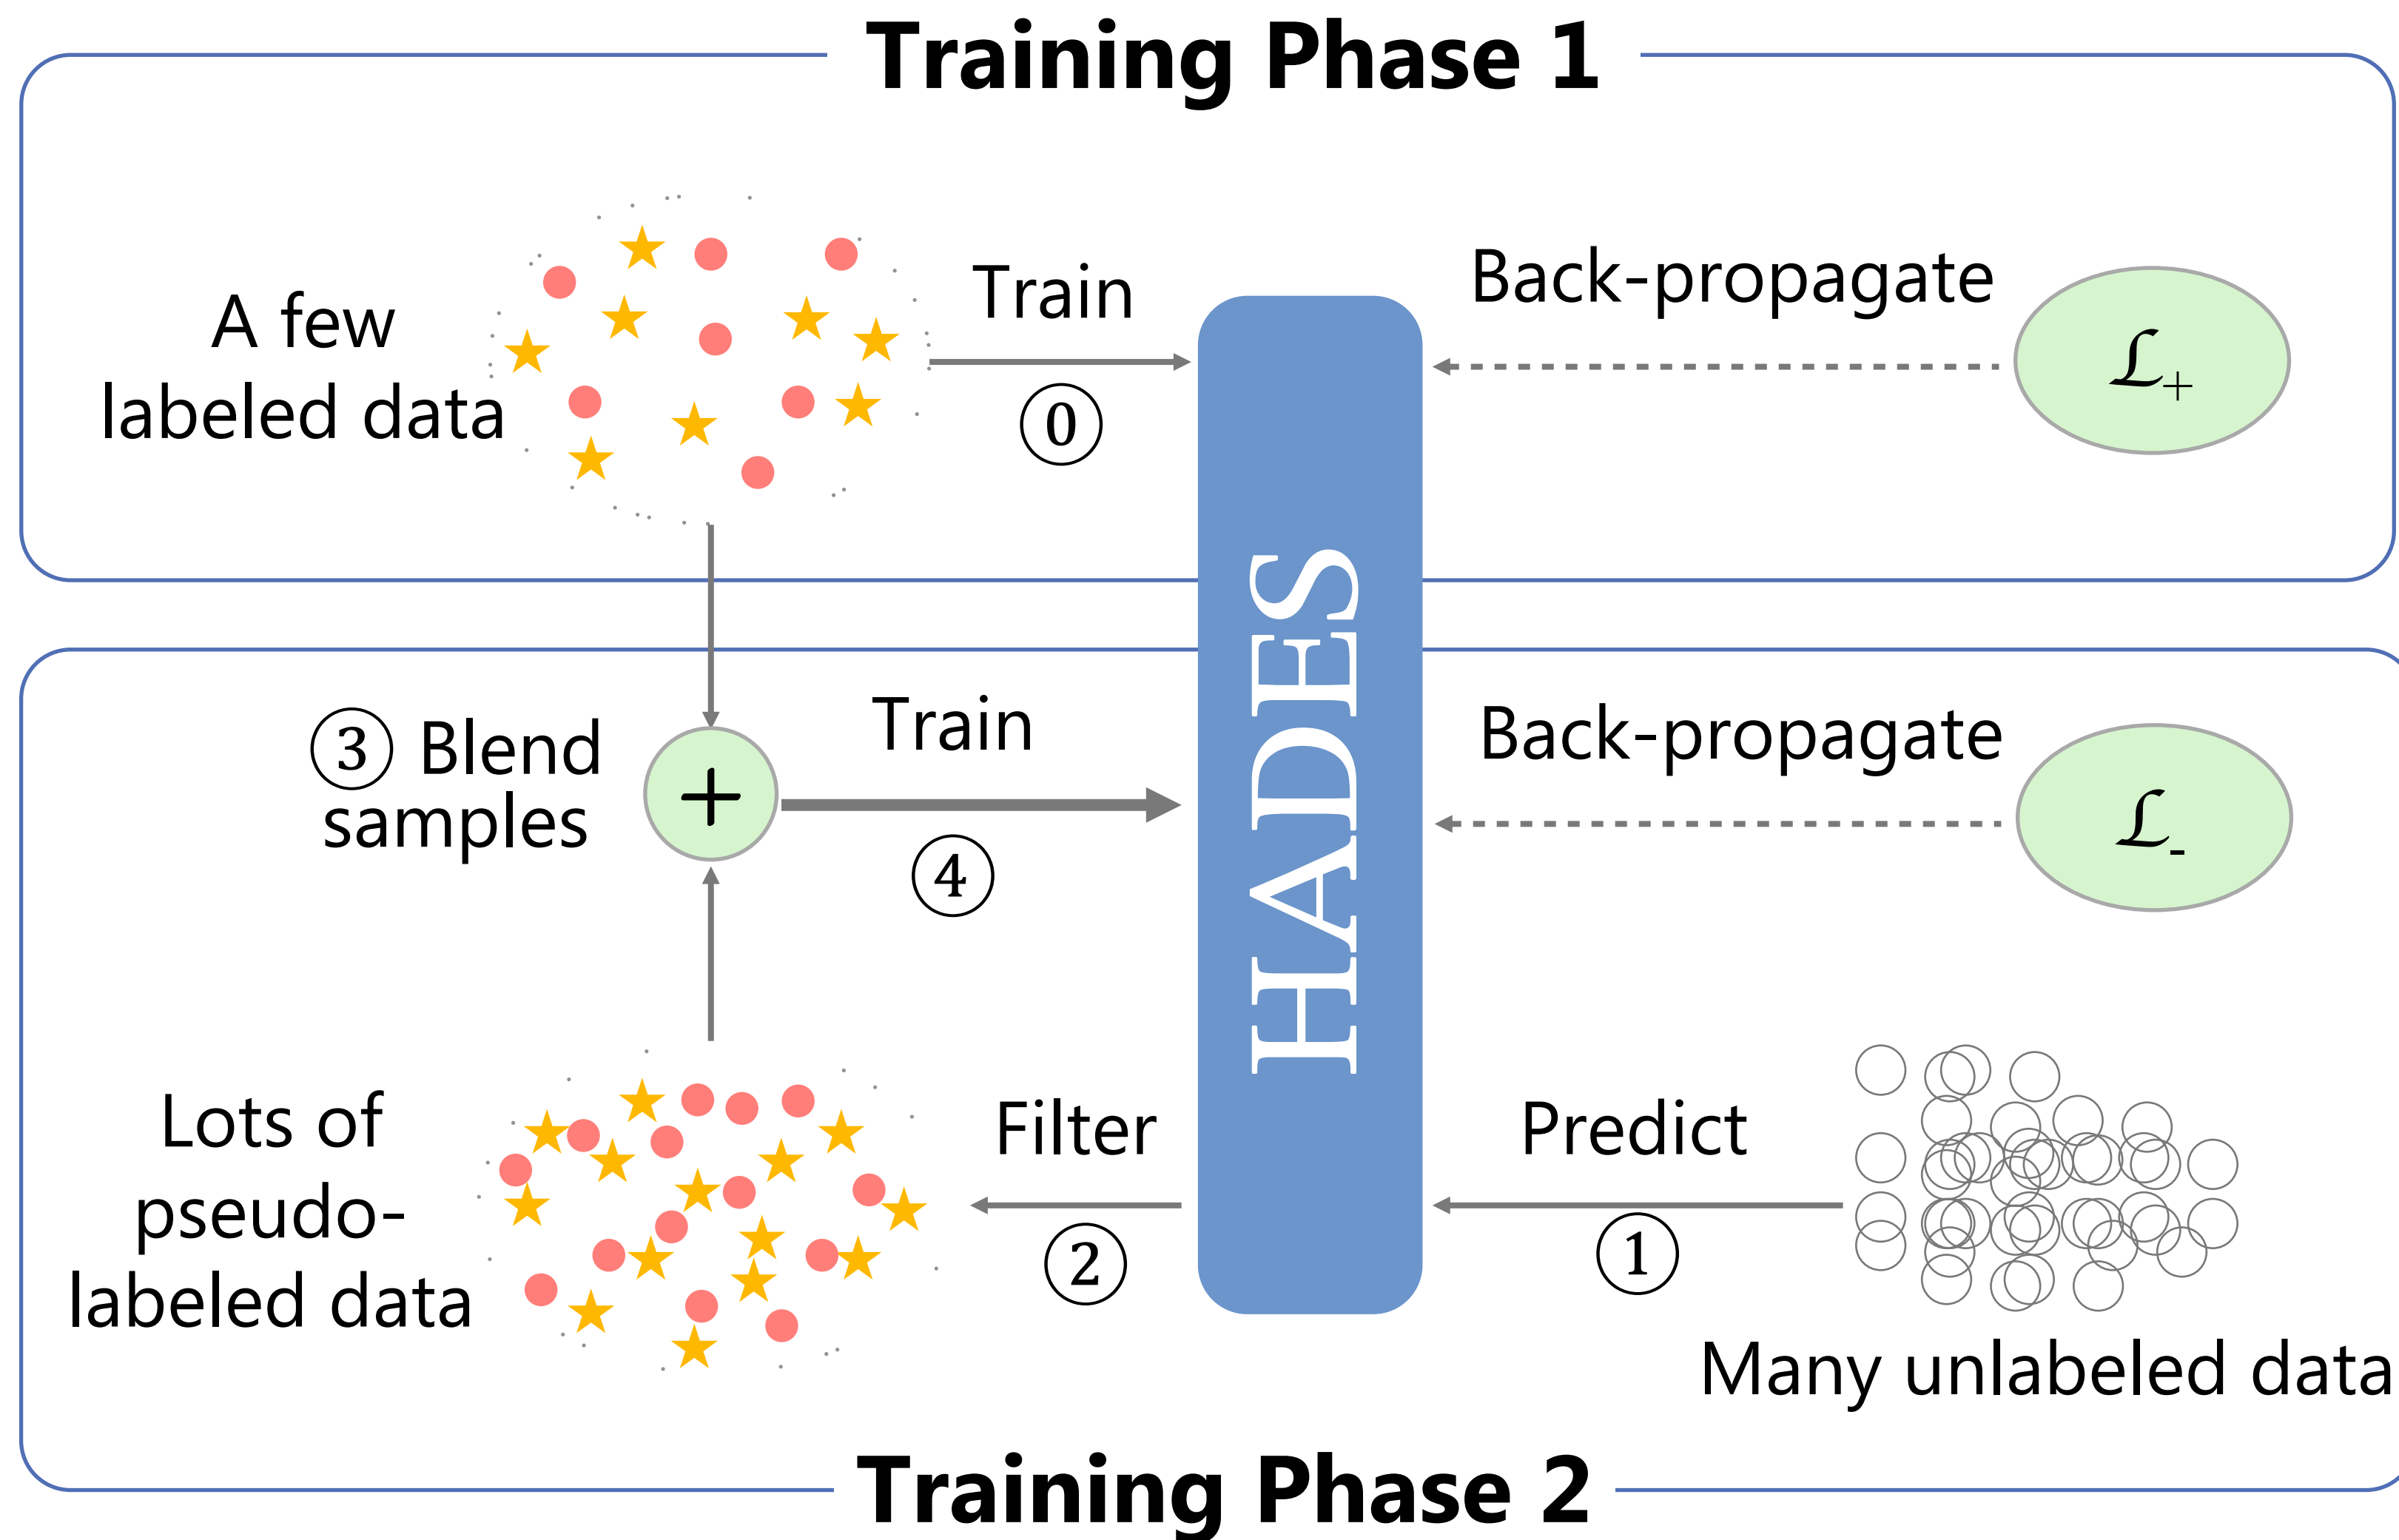 Training Phase 1
A few
labeled data
Train
⓪
Back-propagate
ℒ+
HADES
③ Blend
samples
+
Train
④
Back-propagate
ℒ-
Lots of
pseudo-
labeled data
Filter
②
Predict
①
Many unlabeled data
Training Phase 2